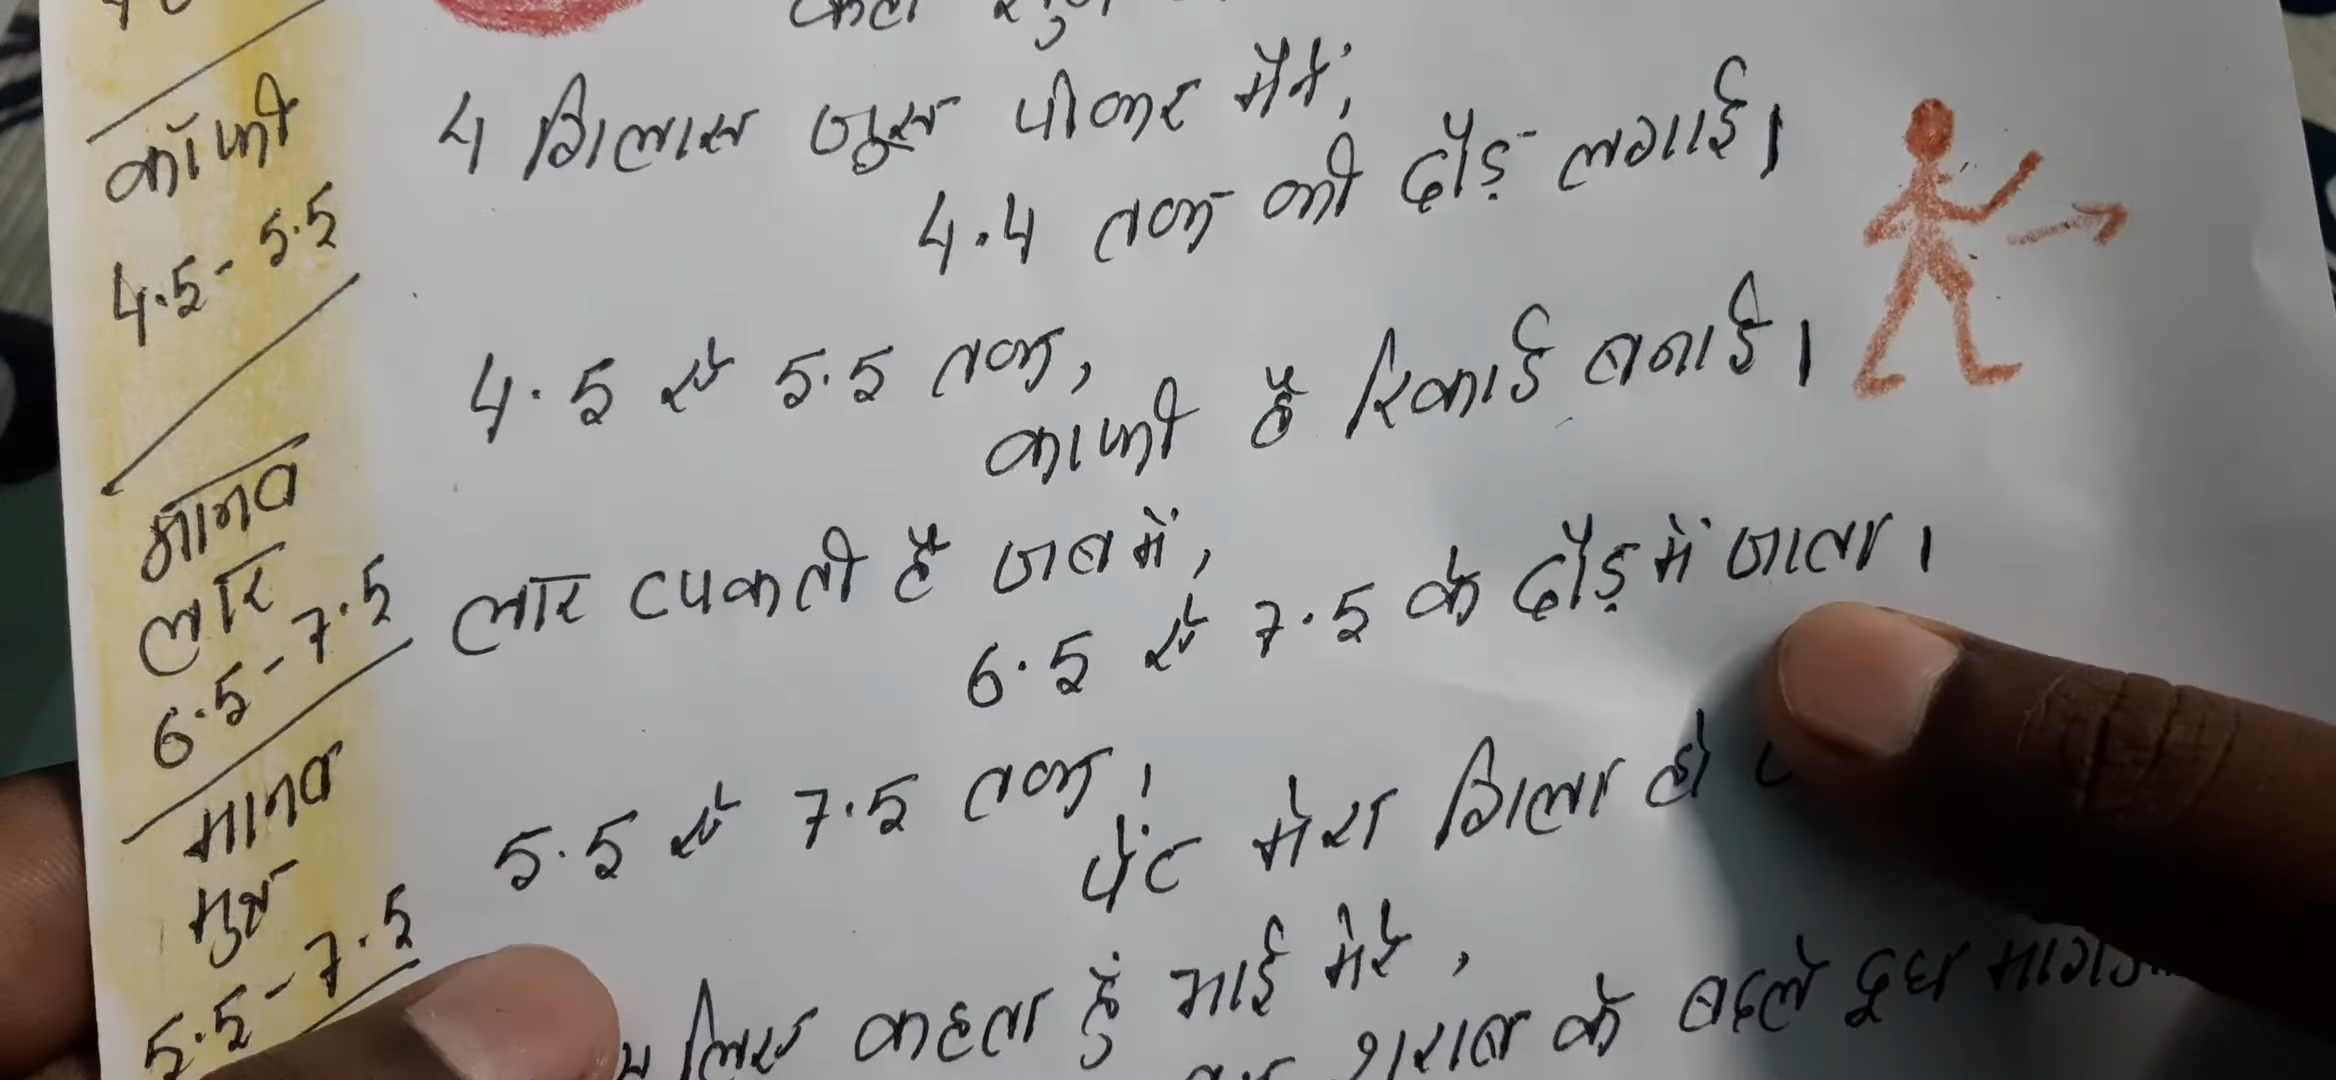 कॉफी
4.5-5.5
4 गिलास जूस पीकर मैने,
4.4 तक की दौड़ लगाई।
4.5 से 5.5 तक,
काफी है रिकार्ड बनाई।
मानव
लार
6.5-7.5
लार टपकती है जब में,
6.5 से 7.5 के दौड़ में जाता।
मानव
मुत्र
5.5-7.5
5.5 से 7.5 तक,
पेंट मेरा गिला हो
लिए कहता हूँ भाई मेरे,
शराब के बदले दूध